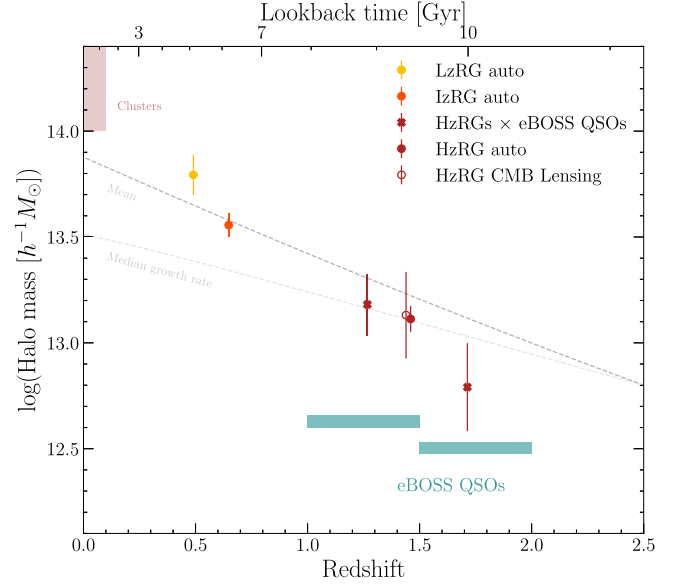 Lookback time [Gyr]
3 7 10
LzRG auto
IzRG auto
HzRGs × eBOSS QSOs
HzRG auto
HzRG CMB Lensing
Clusters
Mean
Median growth rate
eBOSS QSOs
log(Halo mass [h⁻¹M⊙])
14.0
13.5
13.0
12.5
0.0 0.5 1.0 1.5 2.0 2.5
Redshift